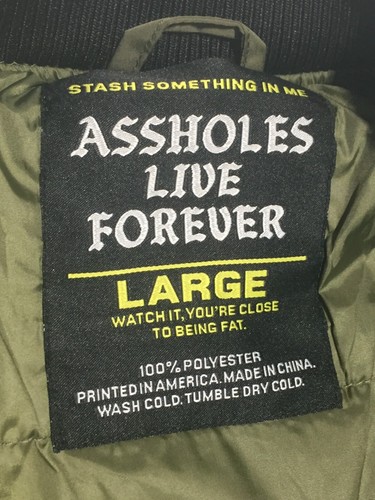 STASH SOMETHING IN ME
ASSHOLES
LIVE
FOREVER
LARGE
WATCH IT, YOU'RE CLOSE
TO BEING FAT.
100% POLYESTER
PRINTED IN AMERICA. MADE IN CHINA.
WASH COLD. TUMBLE DRY COLD.